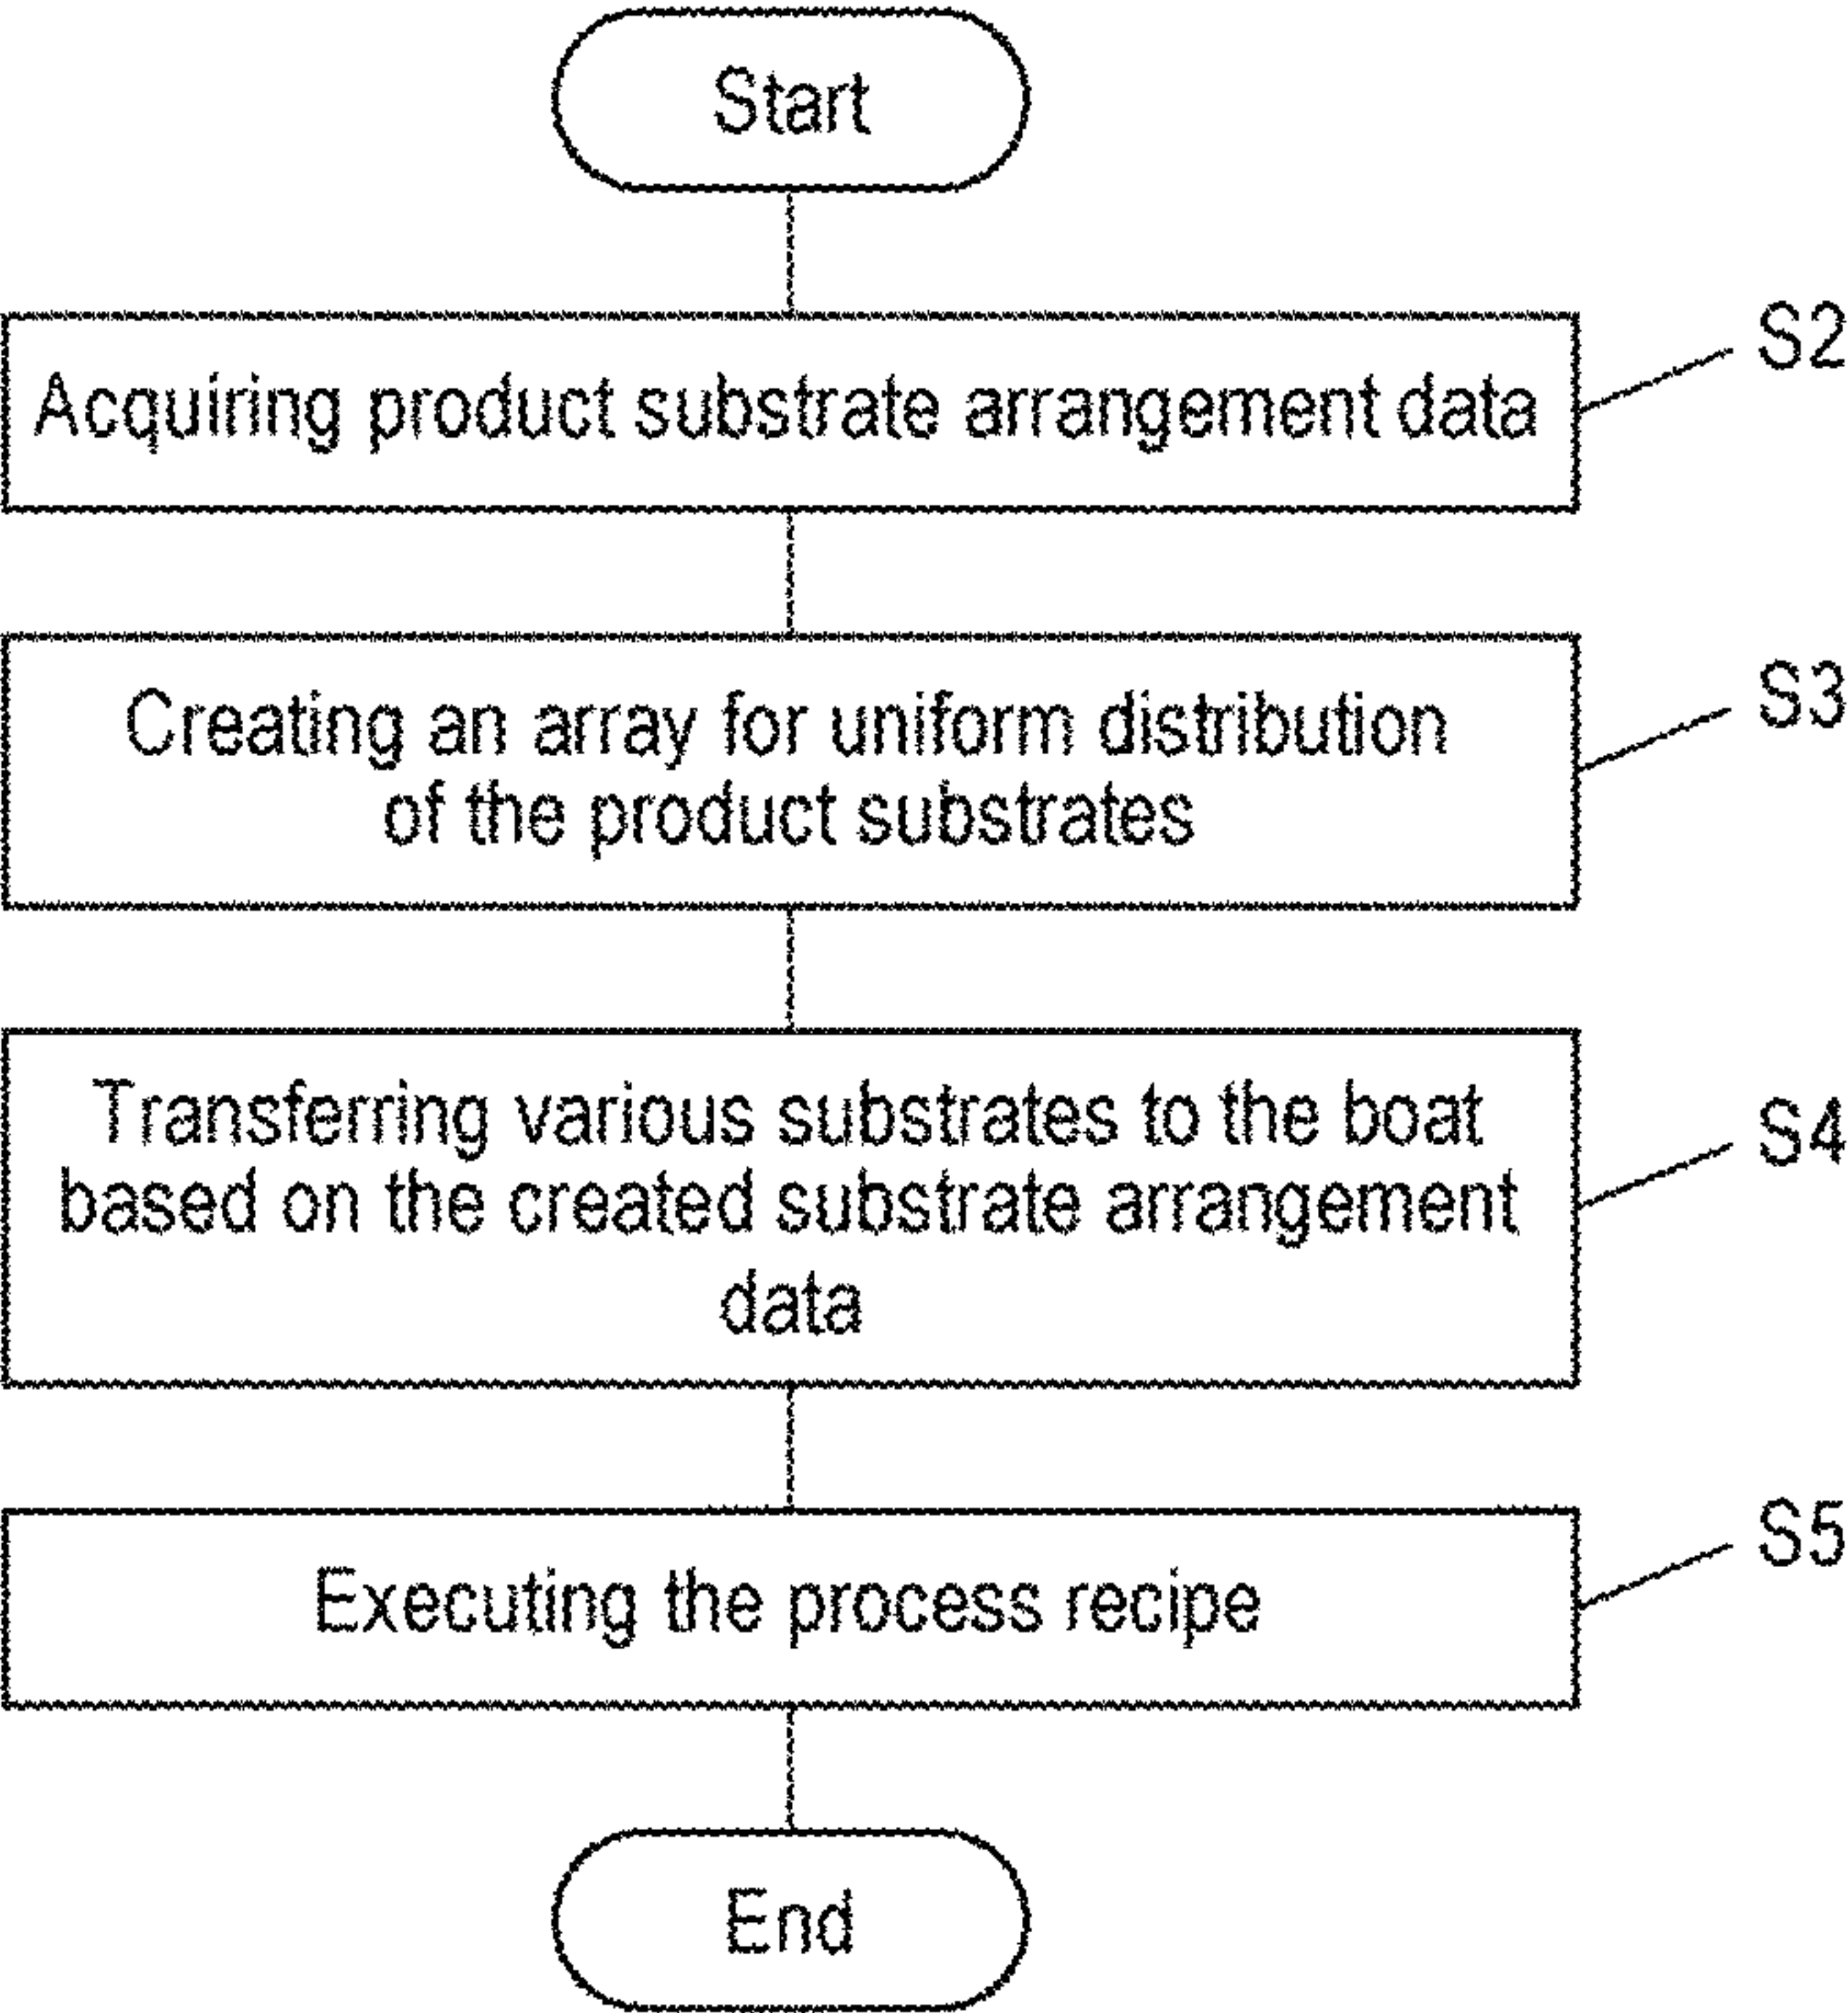 Start
Acquiring product substrate arrangement data
S2
Creating an array for uniform distribution
of the product substrates
S3
Transferring various substrates to the boat
based on the created substrate arrangement
data
S4
Executing the process recipe
S5
End